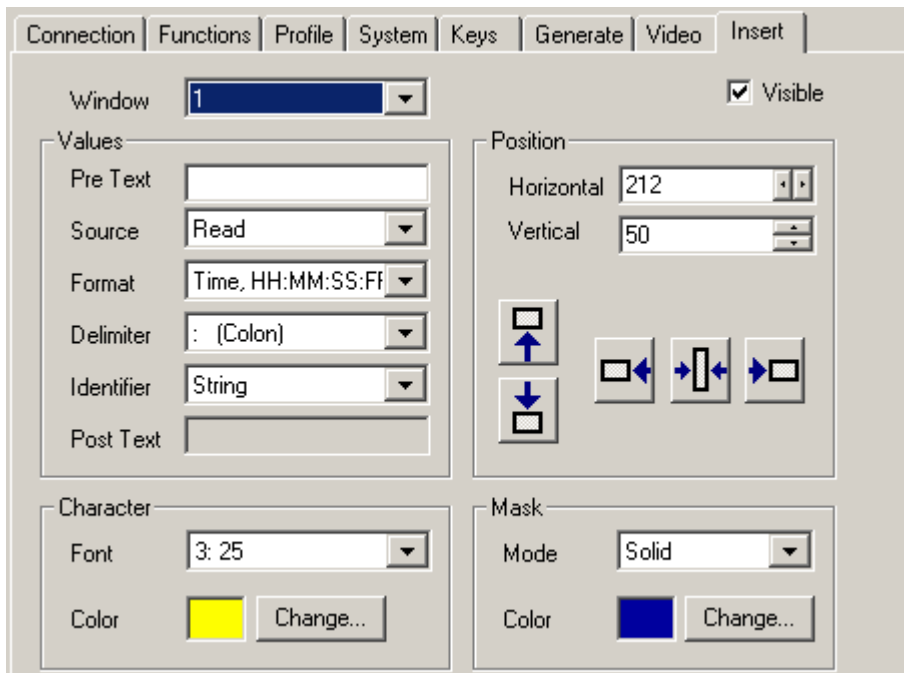 Connection Functions Profile System Keys Generate Video Insert
Window 1 Visible
Values
Pre Text
Source Read
Format Time, HH:MM:SS:FF
Delimiter : (Colon)
Identifier String
Post Text
Position
Horizontal 212
Vertical 50
Character
Font 3: 25
Color Change...
Mask
Mode Solid
Color Change...